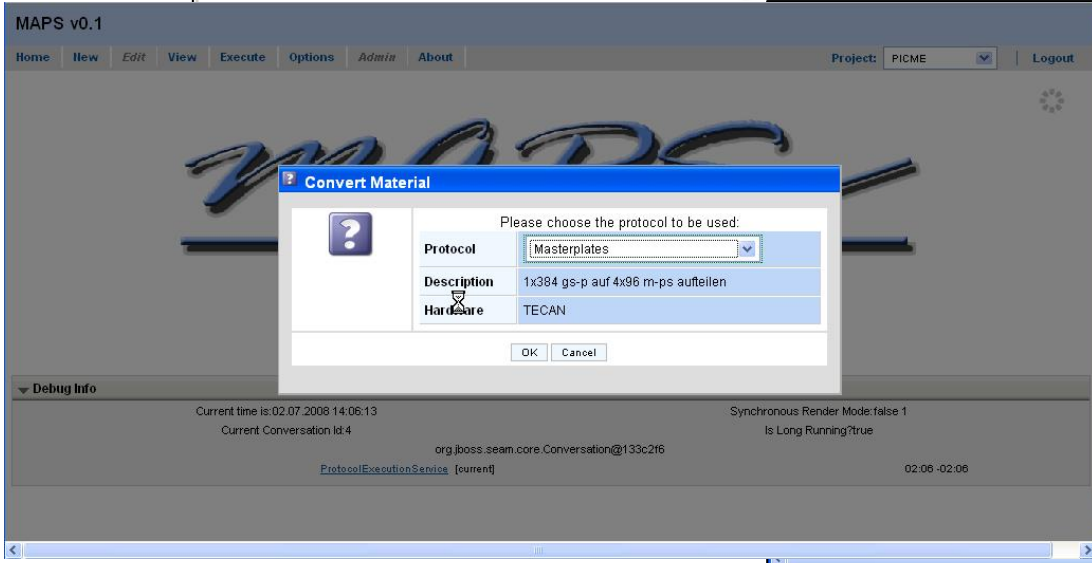 MAPS v0.1
Home New Edit View Execute Options Admin About Project: PICME Logout
MAPS
Convert Material
Please choose the protocol to be used:
Protocol Masterplates
Description 1x384 gs-p auf 4x96 m-ps aufteilen
Hardware TECAN
OK Cancel
Debug Info
Current time is:02.07.2008 14:06:13 Synchronous Render Mode:false 1
Current Conversation Id:4 Is Long Running?true
org.jboss.seam.core.Conversation@133c2f6
ProtocolExecutionService [current] 02:06 -02:06